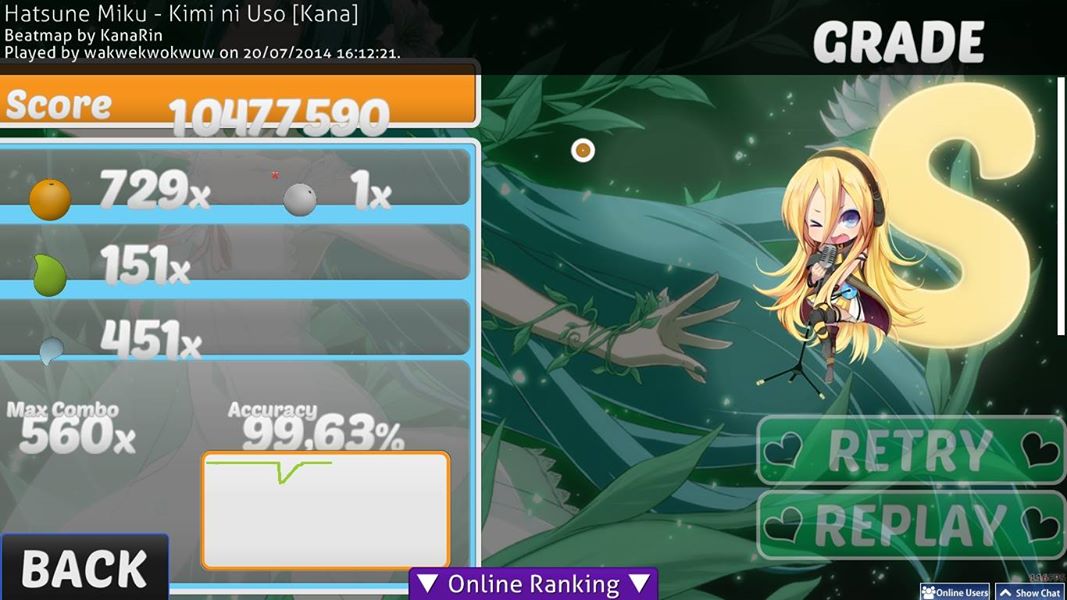 Hatsune Miku - Kimi ni Uso [Kana]
Beatmap by KanaRin
Played by wakwekwokwuw on 20/07/2014 16:12:21.
GRADE
Score 10477590
729x 1x
151x
451x
Max Combo 560x
Accuracy 99,63%
S
RETRY
REPLAY
BACK
▼ Online Ranking ▼
Online Users
Show Chat